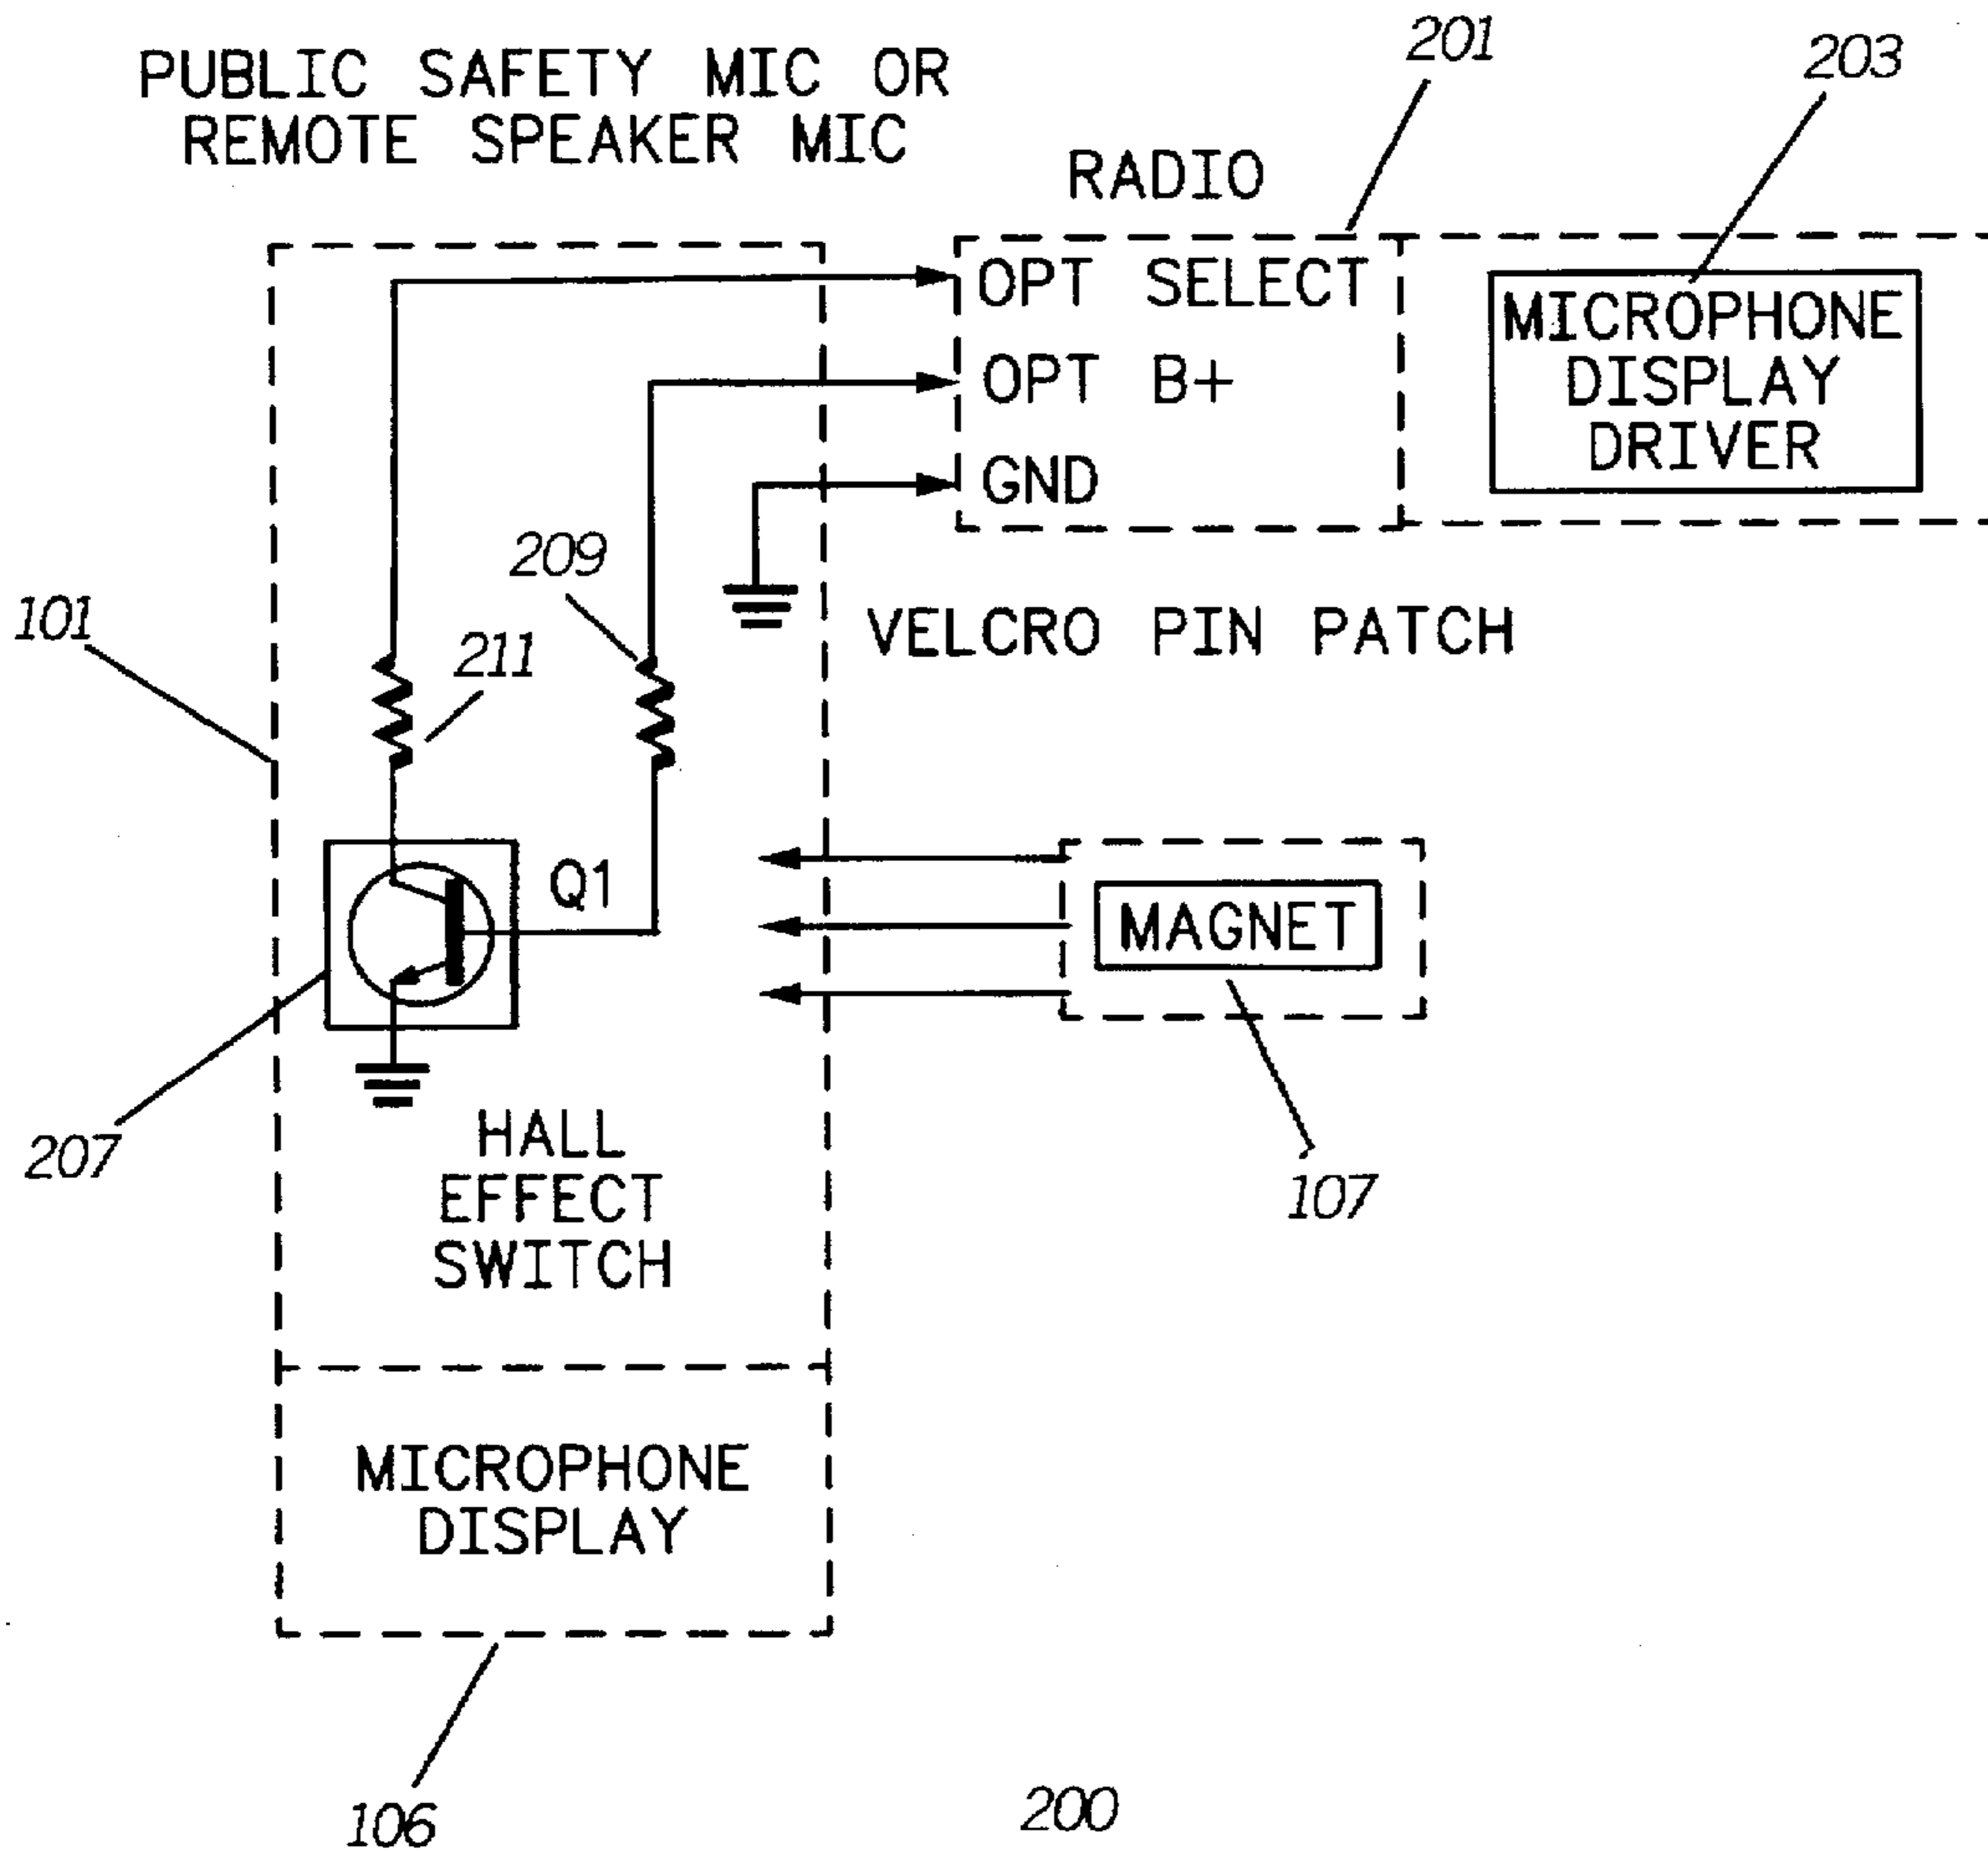 PUBLIC SAFETY MIC OR
REMOTE SPEAKER MIC
201
203
RADIO
OPT SELECT
OPT B+
GND
MICROPHONE
DISPLAY
DRIVER
209
211
101
VELCRO PIN PATCH
Q1
MAGNET
207
107
HALL
EFFECT
SWITCH
MICROPHONE
DISPLAY
106
200